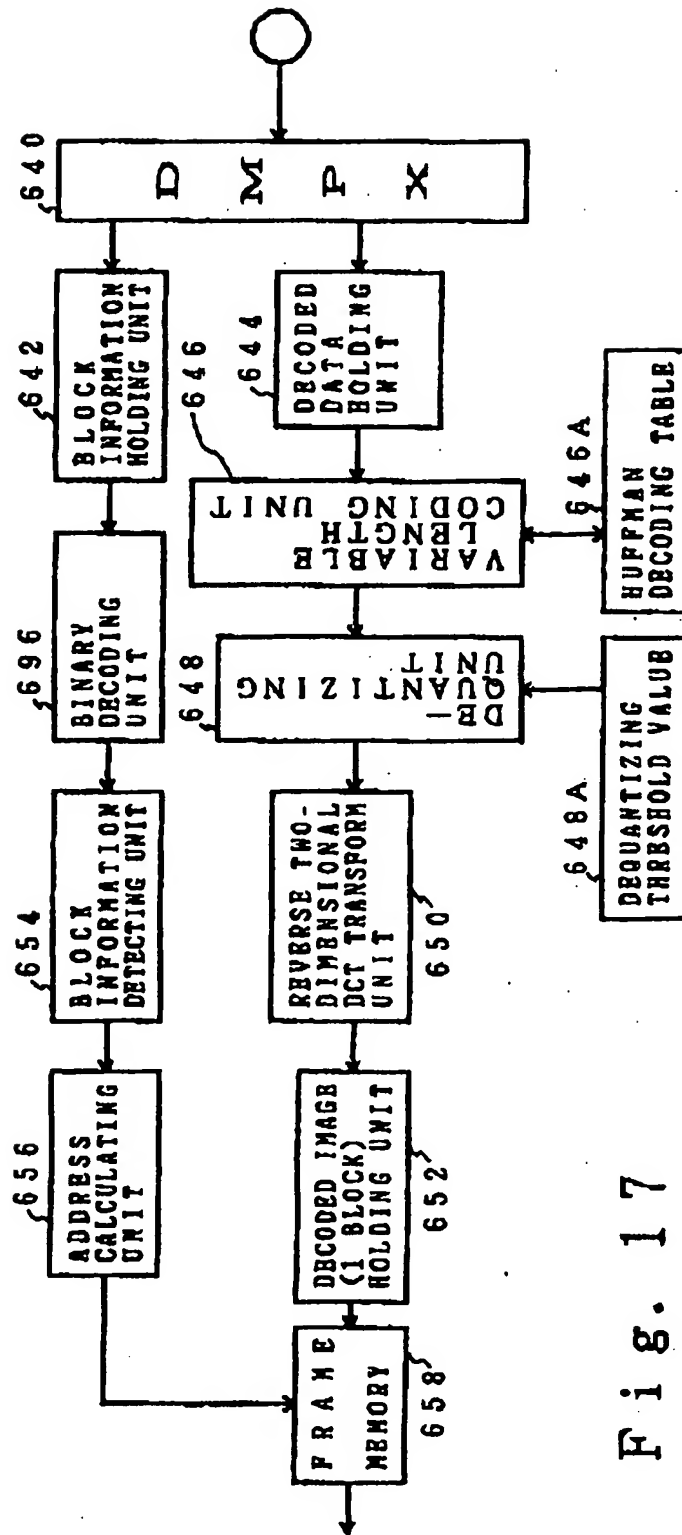 640
D M P X
642
BLOCK
INFORMATION
HOLDING UNIT
644
DECODED
DATA
HOLDING
UNIT
696
BINARY
DECODING
UNIT
646
VARIABLE
LENGTH
CODING UNIT
646A
HUFFMAN
DECODING TABLE
654
BLOCK
INFORMATION
DETECTING UNIT
648
DE-
QUANTIZING
UNIT
648A
DEQUANTIZING
THRESHOLD VALUE
656
ADDRESS
CALCULATING
UNIT
REVERSE TWO-
DIMENSIONAL
DCT TRANSFORM
UNIT
650
DECODED IMAGE
(1 BLOCK)
HOLDING UNIT
652
FRAME
MEMORY
658
Fig. 17